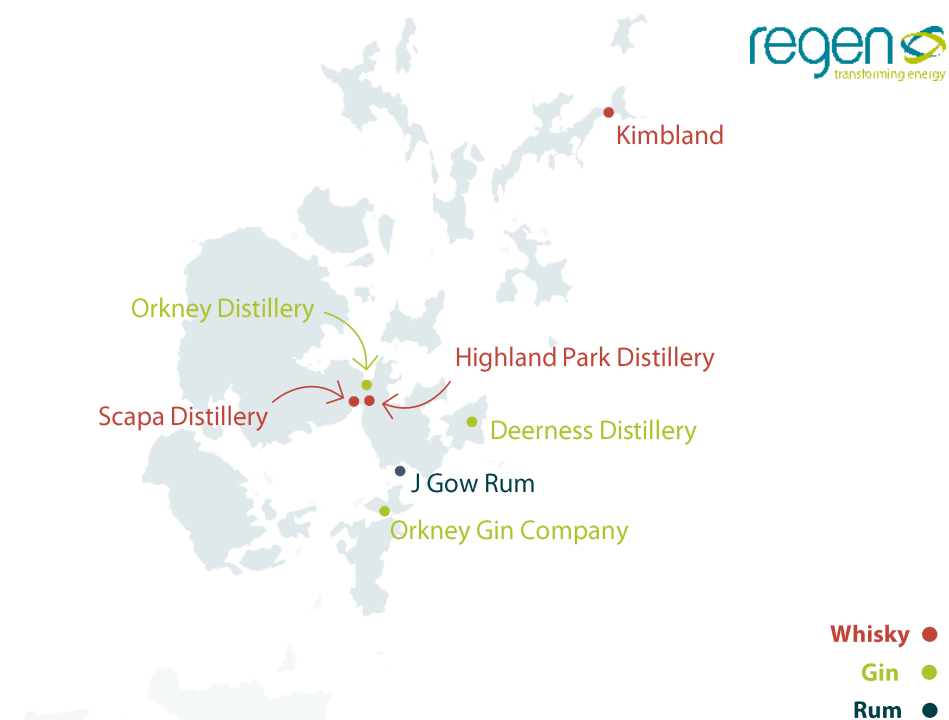 regen
transforming energy
Kimbland
Orkney Distillery
Highland Park Distillery
Scapa Distillery
Deerness Distillery
J Gow Rum
Orkney Gin Company
Whisky
Gin
Rum